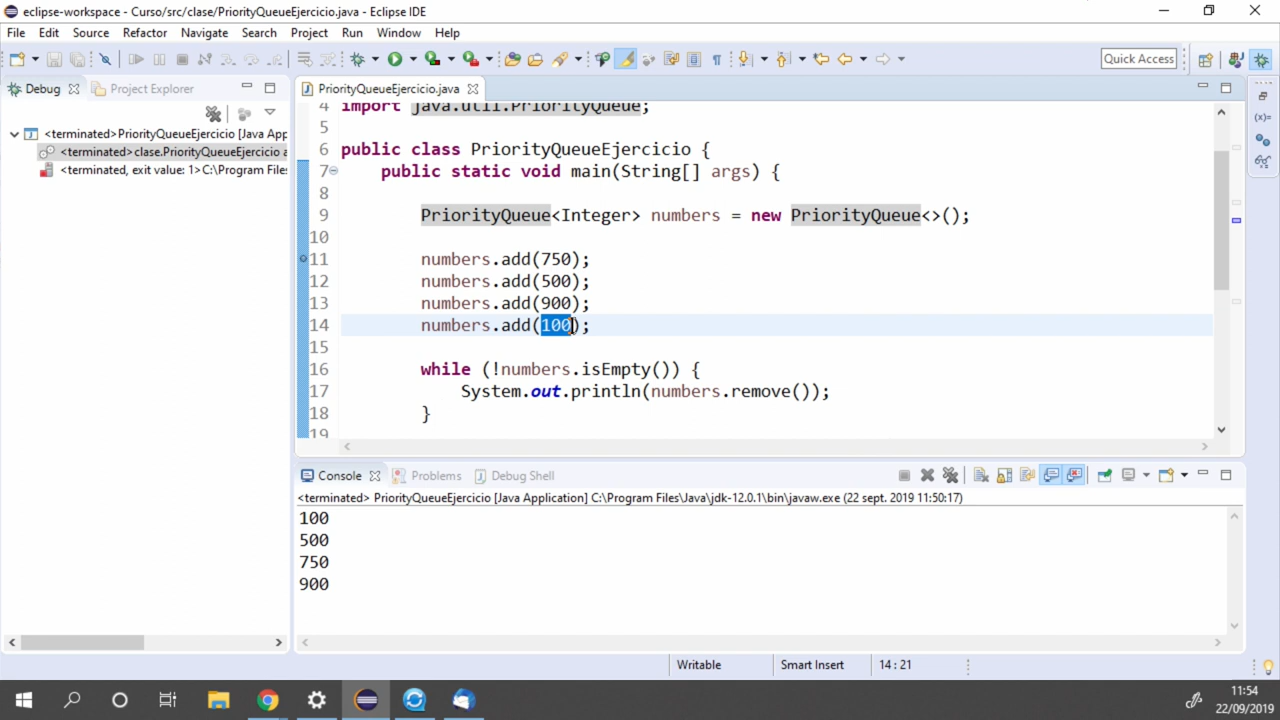 eclipse-workspace - Curso/src/clase/PriorityQueueEjercicio.java - Eclipse IDE
File Edit Source Refactor Navigate Search Project Run Window Help
Quick Access
Debug Project Explorer
PriorityQueueEjercicio.java
<terminated>PriorityQueueEjercicio [Java App
<terminated>clase.PriorityQueueEjercicio a
<terminated, exit value: 1>C:\Program Files
4 import java.util.PriorityQueue;
5
6 public class PriorityQueueEjercicio {
7 public static void main(String[] args) {
8
9 PriorityQueue<Integer> numbers = new PriorityQueue<>();
10
11 numbers.add(750);
12 numbers.add(500);
13 numbers.add(900);
14 numbers.add(100);
15
16 while (!numbers.isEmpty()) {
17 System.out.println(numbers.remove());
18 }
19
Console Problems Debug Shell
<terminated> PriorityQueueEjercicio [Java Application] C:\Program Files\Java\jdk-12.0.1\bin\javaw.exe (22 sept. 2019 11:50:17)
100
500
750
900
Writable Smart Insert 14 : 21
11:54
22/09/2019